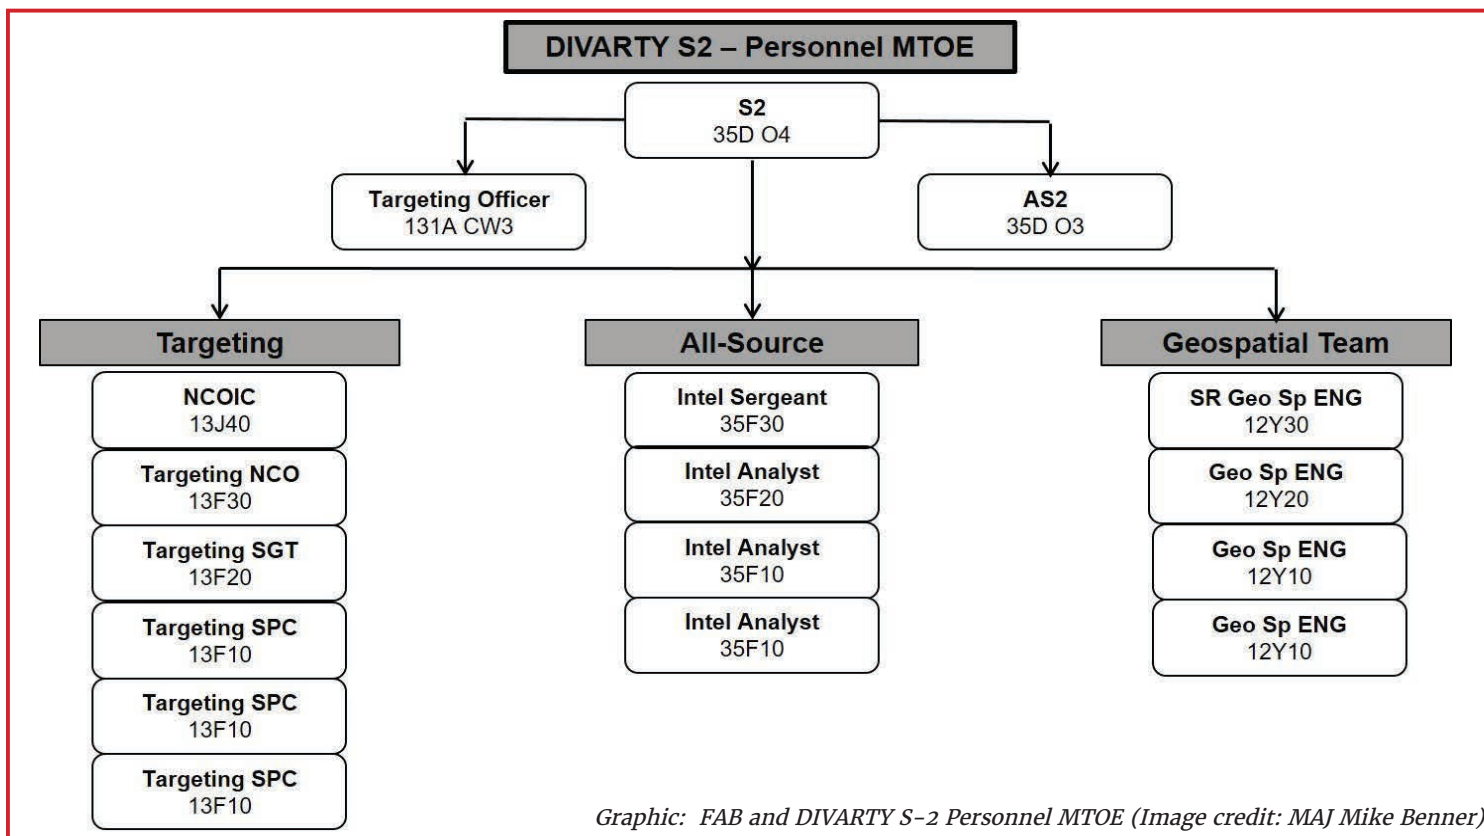 DIVARTY S2 – Personnel MTOE
S2
35D O4
Targeting Officer
131A CW3
AS2
35D O3
Targeting
NCOIC
13J40
Targeting NCO
13F30
Targeting SGT
13F20
Targeting SPC
13F10
Targeting SPC
13F10
Targeting SPC
13F10
All-Source
Intel Sergeant
35F30
Intel Analyst
35F20
Intel Analyst
35F10
Intel Analyst
35F10
Geospatial Team
SR Geo Sp ENG
12Y30
Geo Sp ENG
12Y20
Geo Sp ENG
12Y10
Geo Sp ENG
12Y10
Graphic: FAB and DIVARTY S-2 Personnel MTOE (Image credit: MAJ Mike Benner)